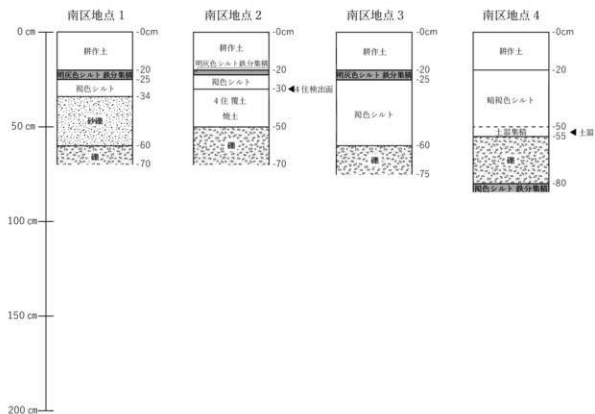 南区地点 1
南区地点 2
南区地点 3
南区地点 4
0 cm
50 cm
100 cm
150 cm
200 cm
-0cm
耕作土
-20
明灰色シルト 鉄分集積
-25
褐色シルト
-34
砂礫
-60
礫
-70
-0cm
耕作土
明灰色シルト 鉄分集積
-20
褐色シルト
-30
◀4住検出面
4住 覆土
焼土
-50
礫
-70
-0cm
耕作土
-20
明灰色シルト 鉄分集積
-25
褐色シルト
-60
礫
-75
-0cm
耕作土
-20
暗褐色シルト
-50
土器集積
-55
◀土器
礫
-80
褐色シルト 鉄分集積